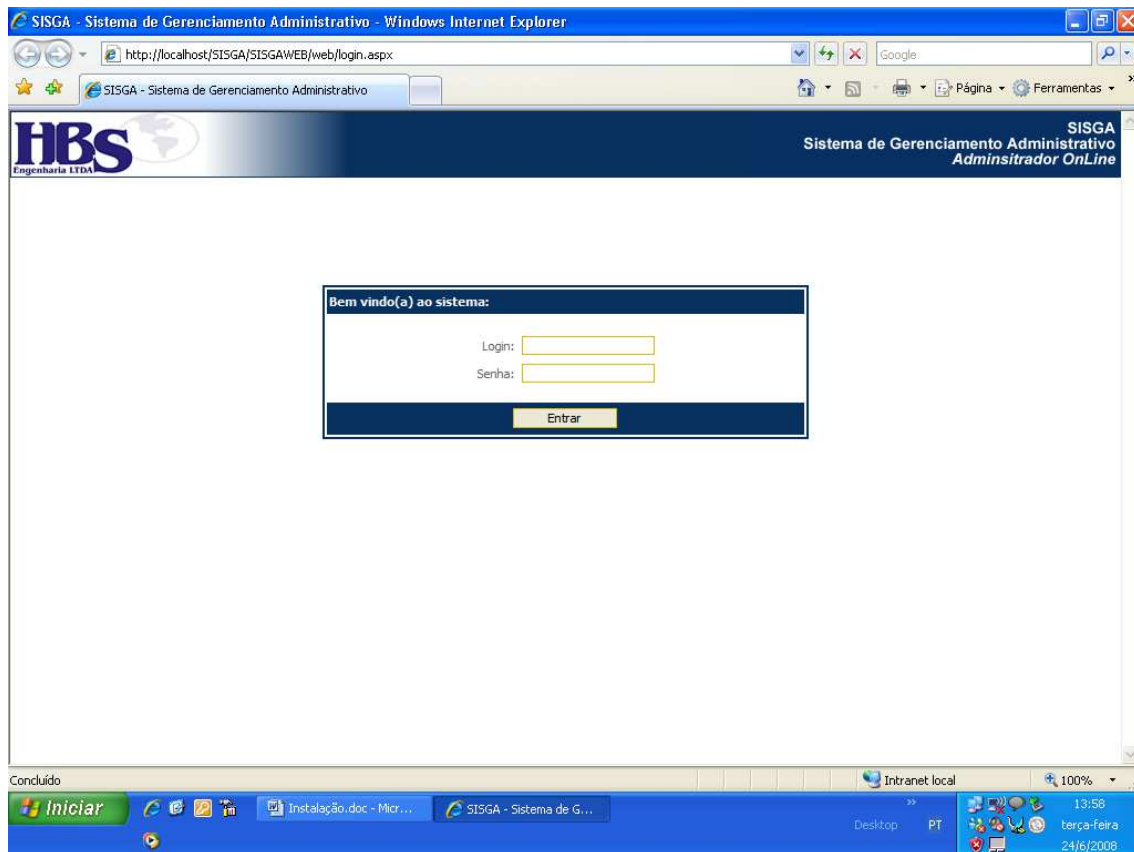 SISGA - Sistema de Gerenciamento Administrativo - Windows Internet Explorer
http://localhost/SISGA/SISGAWEB/web/login.aspx
Google
SISGA - Sistema de Gerenciamento Administrativo
Página
Ferramentas
HBS
Engenharia LTDA
SISGA
Sistema de Gerenciamento Administrativo
Adminsitrador OnLine
Bem vindo(a) ao sistema:
Login:
Senha:
Entrar
Concluído
Intranet local
100%
Iniciar
Instalação.doc - Micr...
SISGA - Sistema de G...
Desktop
PT
13:58
terça-feira
24/6/2008